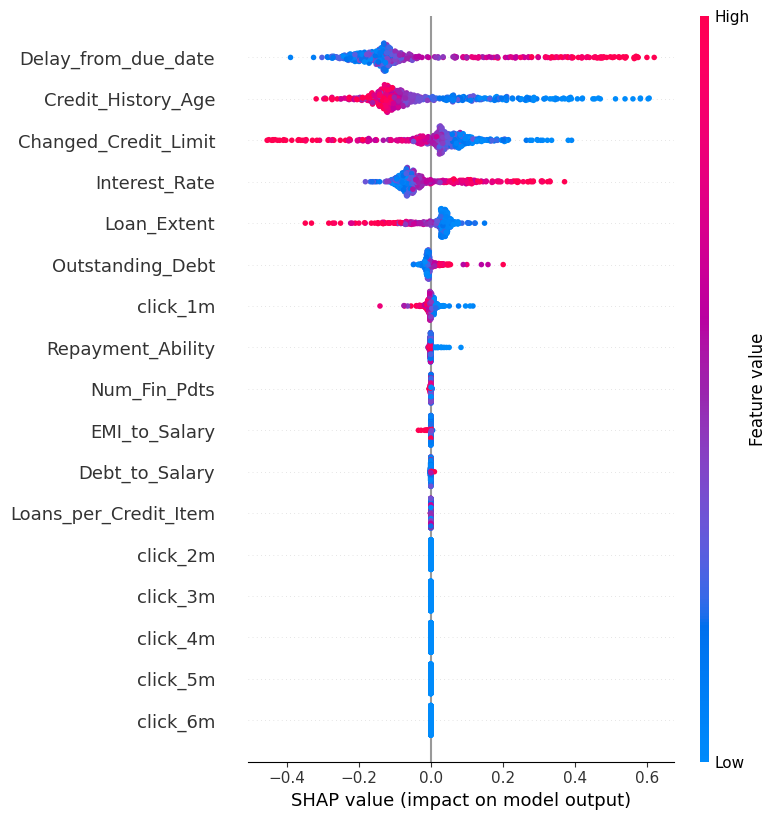 High
Delay_from_due_date
Credit_History_Age
Changed_Credit_Limit
Interest_Rate
Loan_Extent
Outstanding_Debt
click_1m
Repayment_Ability
Num_Fin_Pdts
EMI_to_Salary
Debt_to_Salary
Loans_per_Credit_Item
click_2m
click_3m
click_4m
click_5m
click_6m
Feature value
Low
−0.4 −0.2 0.0 0.2 0.4 0.6
SHAP value (impact on model output)